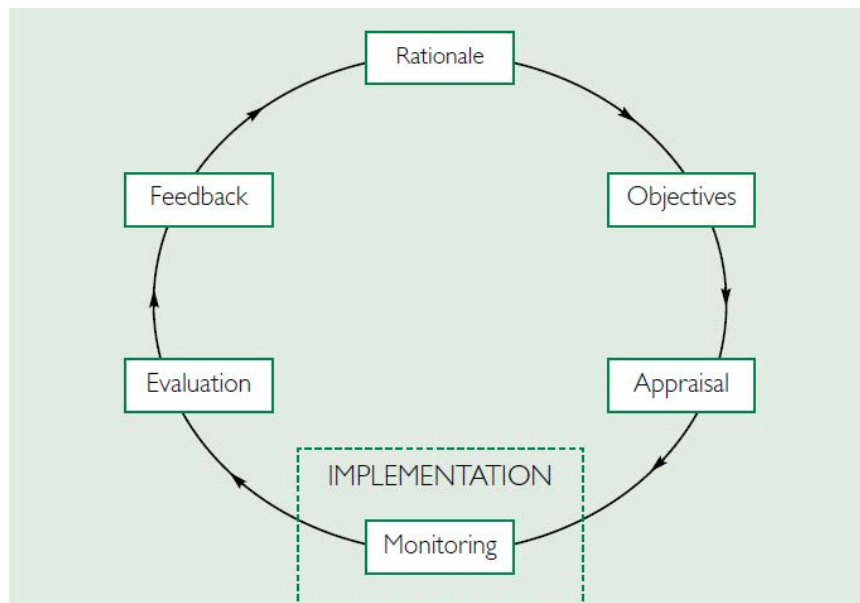 Rationale
Objectives
Appraisal
IMPLEMENTATION
Monitoring
Evaluation
Feedback